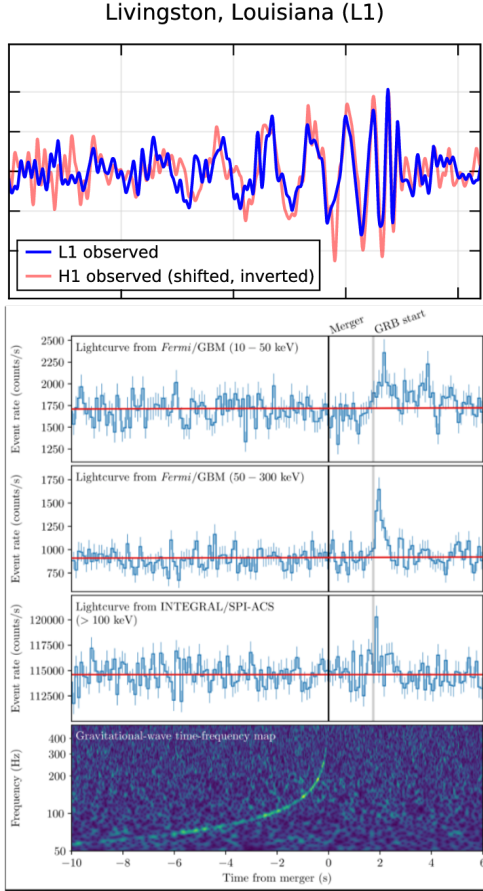 Livingston, Louisiana (L1)
L1 observed
H1 observed (shifted, inverted)
Merger
GRB start
Lightcurve from Fermi/GBM (10 − 50 keV)
Event rate (counts/s)
2500
2250
2000
1750
1500
1250
Lightcurve from Fermi/GBM (50 − 300 keV)
Event rate (counts/s)
1750
1500
1250
1000
750
Lightcurve from INTEGRAL/SPI-ACS
(> 100 keV)
Event rate (counts/s)
120000
117500
115000
112500
Gravitational-wave time-frequency map
Frequency (Hz)
400
300
200
100
50
−10 −8 −6 −4 −2 0 2 4 6
Time from merger (s)